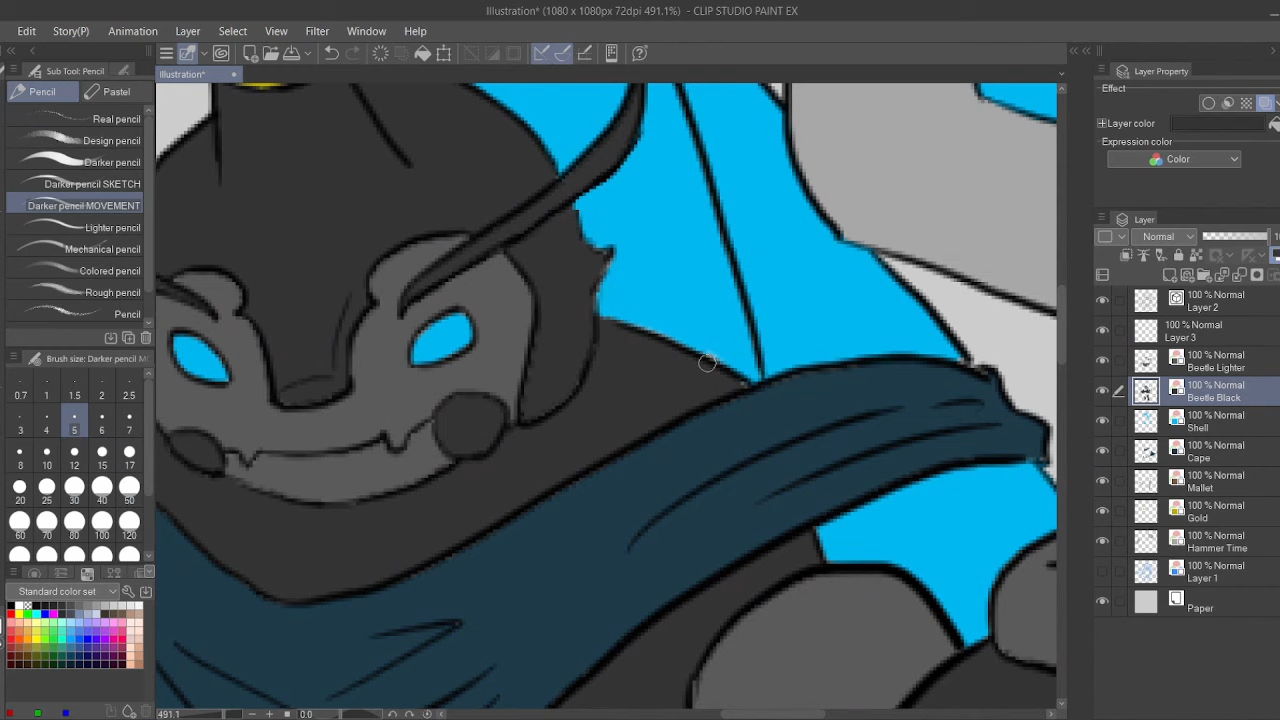 Illustration* (1080 x 1080px 72dpi 491.1%) - CLIP STUDIO PAINT EX
Edit Story(P) Animation Layer Select View Filter Window Help
Sub Tool: Pencil
Illustration*
Layer Property
Pencil Pastel
Effect
Real pencil
Design pencil
Darker pencil
Darker pencil SKETCH
Darker pencil MOVEMENT
Lighter pencil
Mechanical pencil
Colored pencil
Rough pencil
Pencil
Layer color
Expression color
Color
Layer
Normal
100 % Normal
Layer 2
100 % Normal
Layer 3
100 % Normal
Beetle Lighter
100 % Normal
Beetle Black
100 % Normal
Shell
100 % Normal
Cape
100 % Normal
Mallet
100 % Normal
Gold
100 % Normal
Hammer Time
100 % Normal
Layer 1
Paper
Brush size: Darker pencil M
0.7 1 1.5 2 2.5
3 4 5 6 7
8 10 12 15 17
20 25 30 40 50
60 70 80 100 120
Standard color set
491.1
0.0